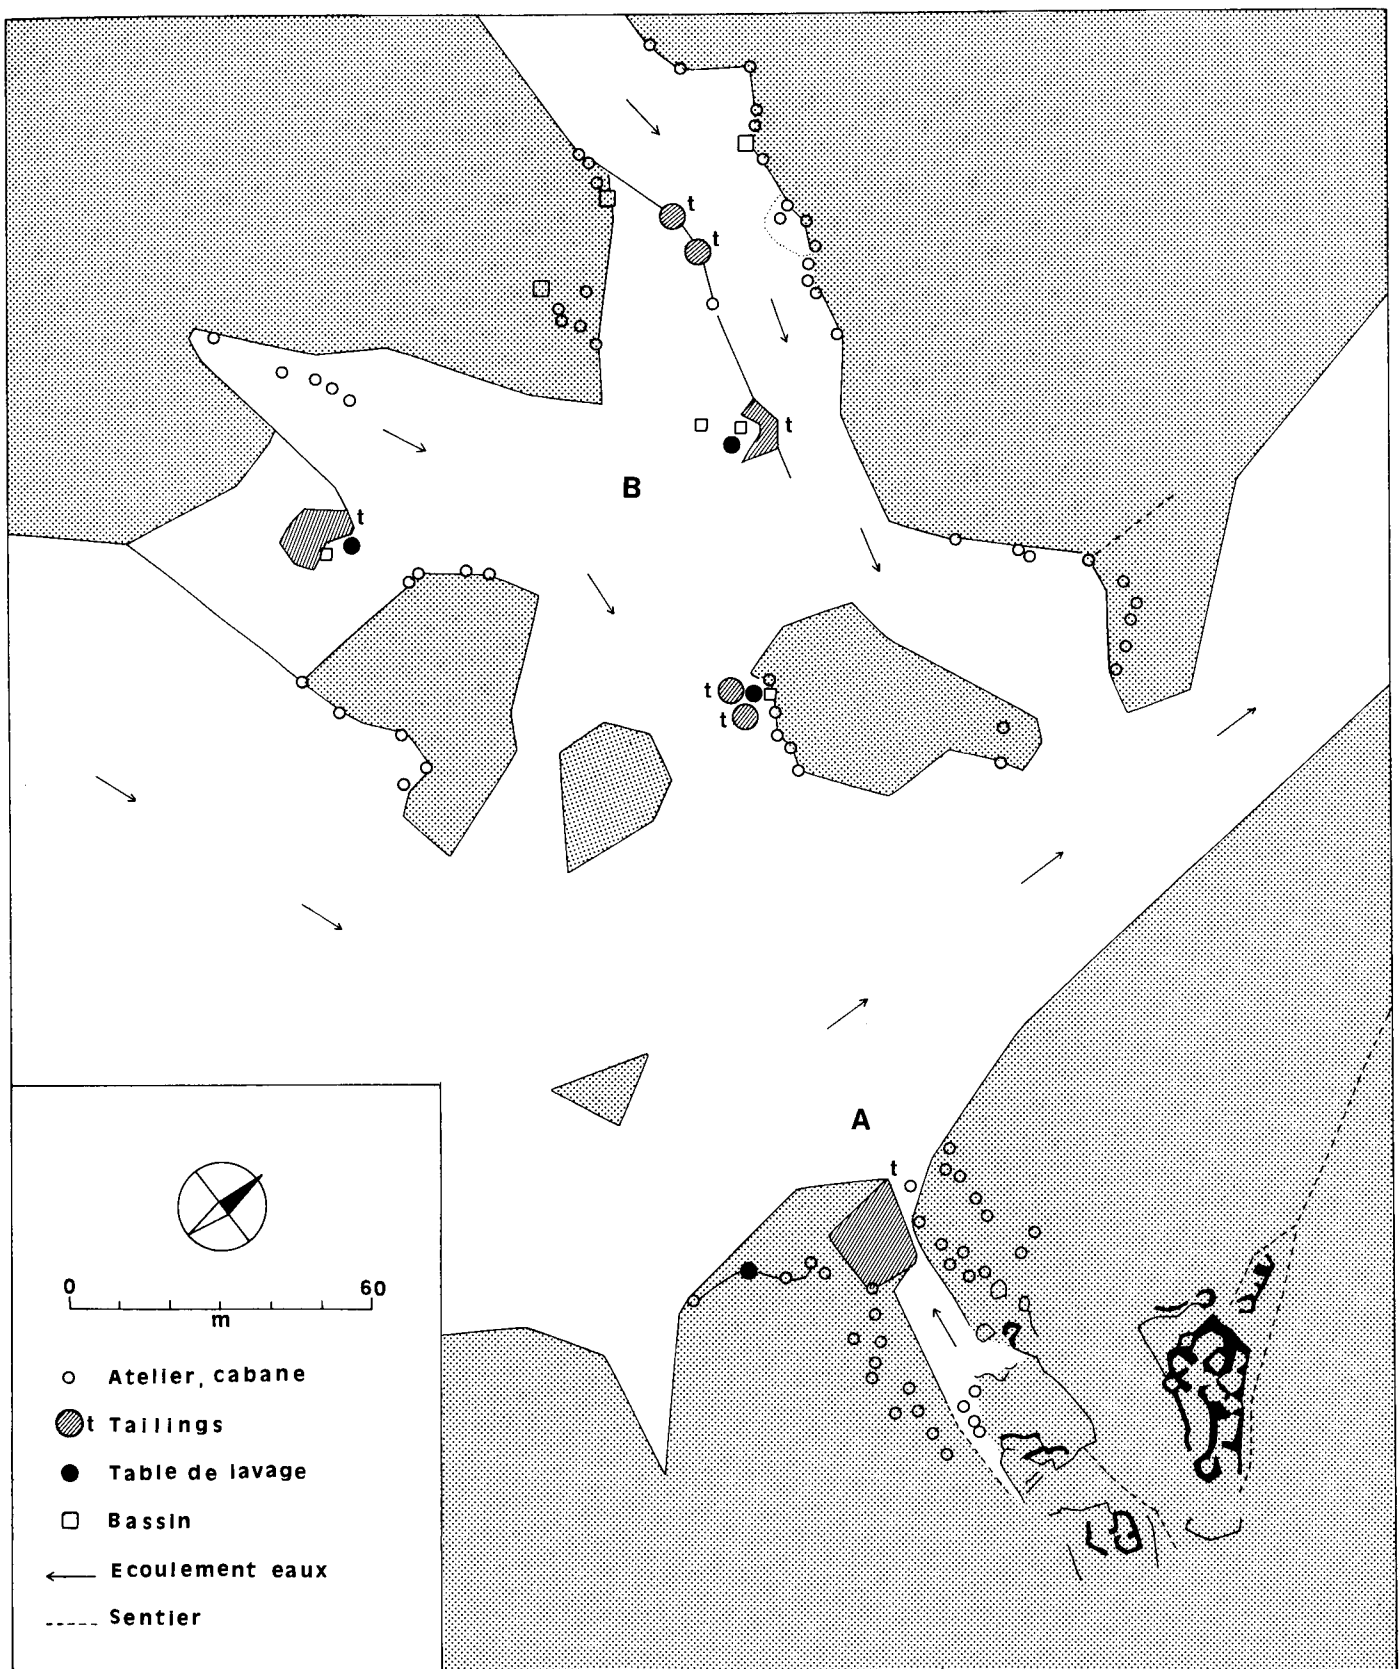 t
t
t
B
t
t
t
A
t
0 60
m
Atelier, cabane
t Tailings
Table de lavage
Bassin
Ecoulement eaux
Sentier